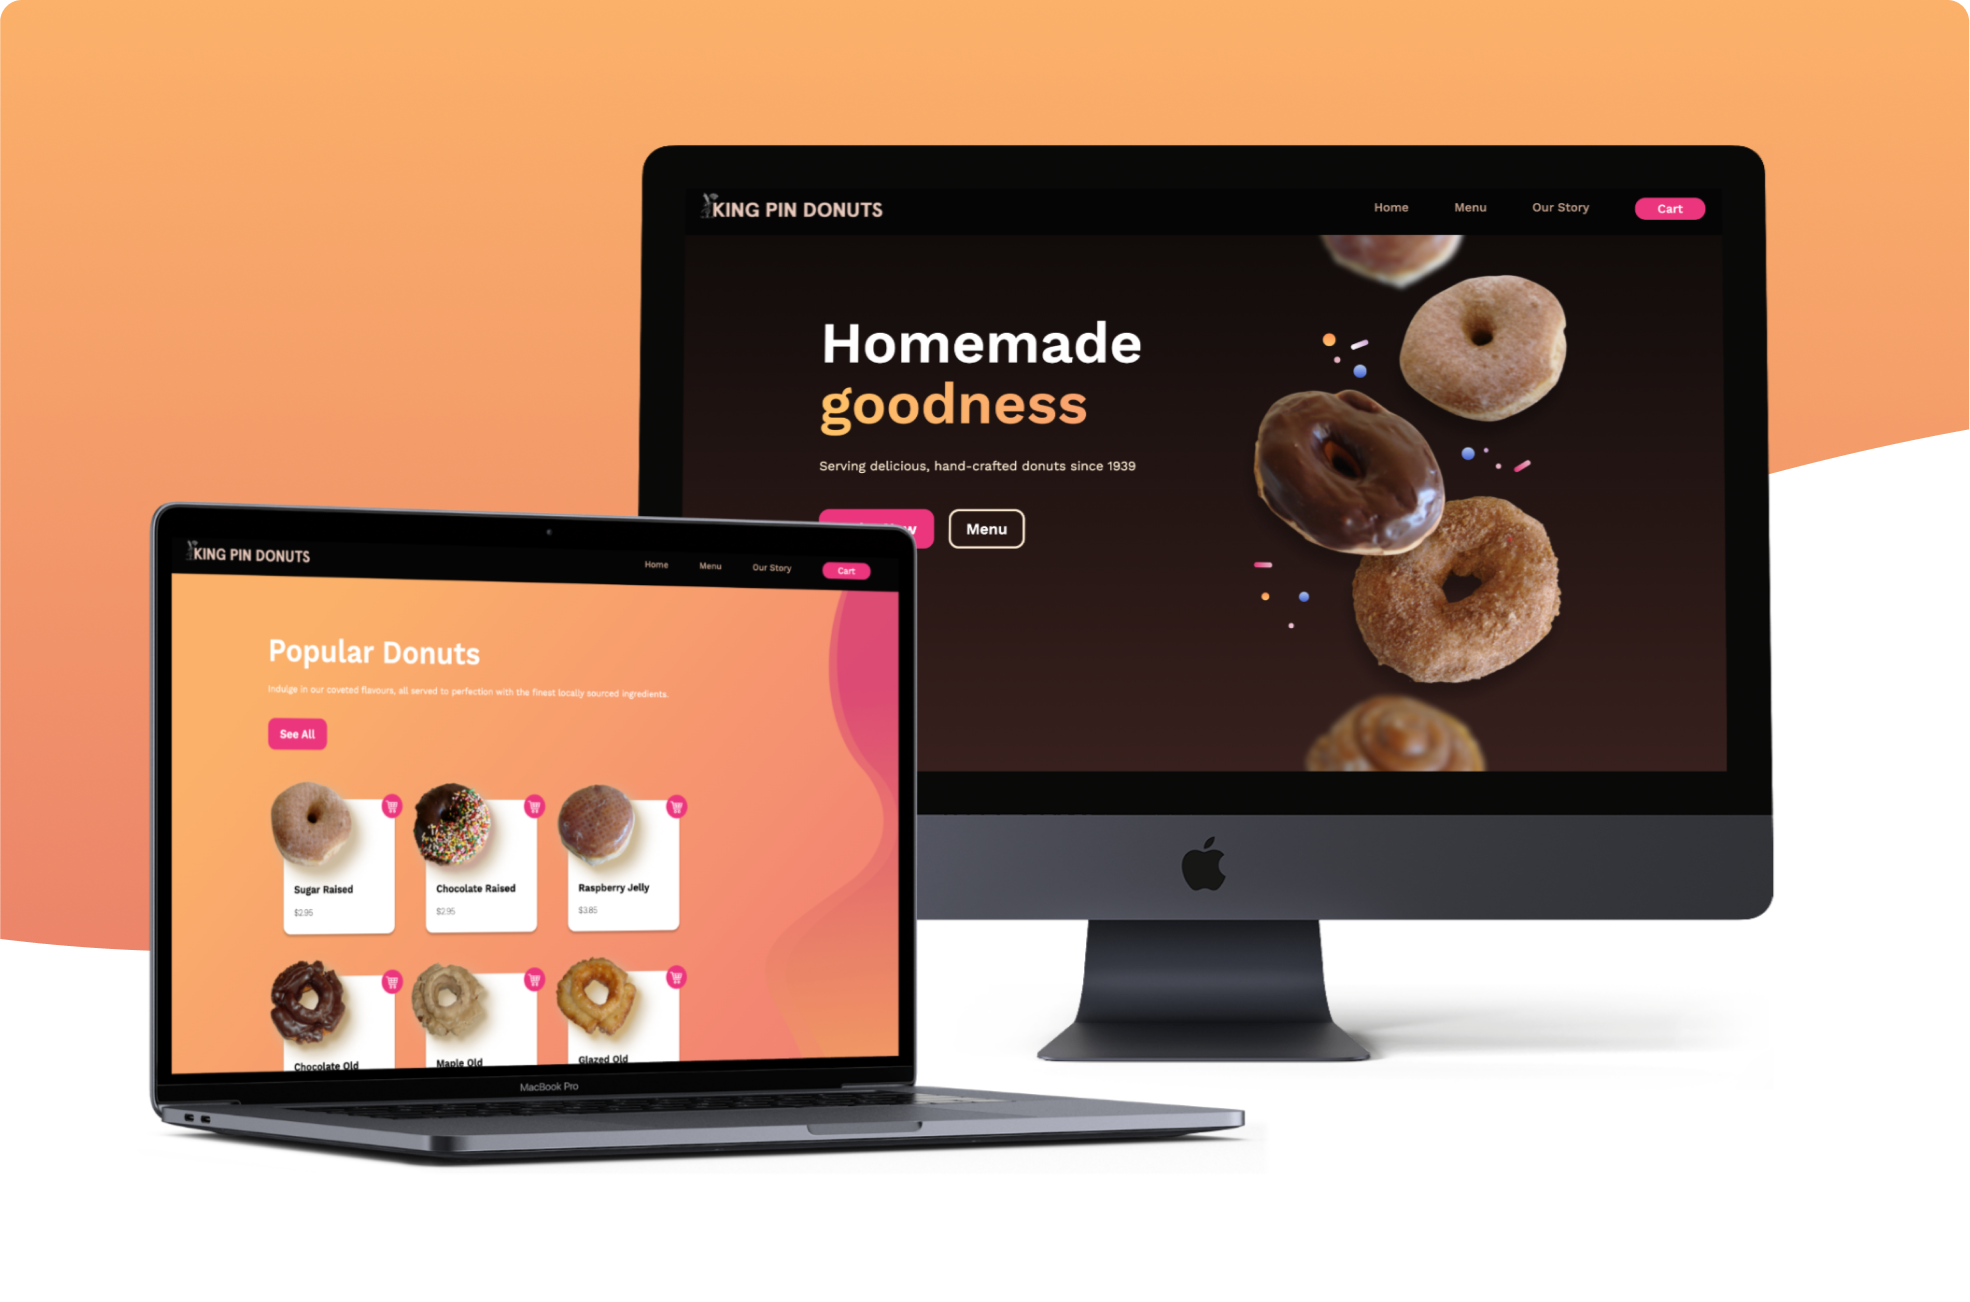 KING PIN DONUTS
Home Menu Our Story Cart
Homemade
goodness
Serving delicious, hand-crafted donuts since 1939
Menu
KING PIN DONUTS
Home Menu Our Story Cart
Popular Donuts
Indulge in our coveted flavours, all served to perfection with the finest locally sourced ingredients.
See All
Sugar Raised Chocolate Raised Raspberry Jelly
$2.95 $2.95 $3.85
Chocolate Old Maple Old Glazed Old
MacBook Pro